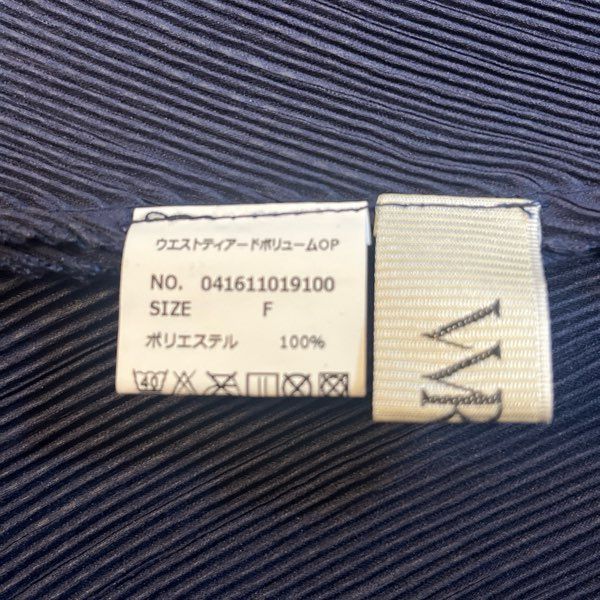 ウエストティアードボリュームOP
NO. 041611019100
SIZE F
ポリエステル 100%
40